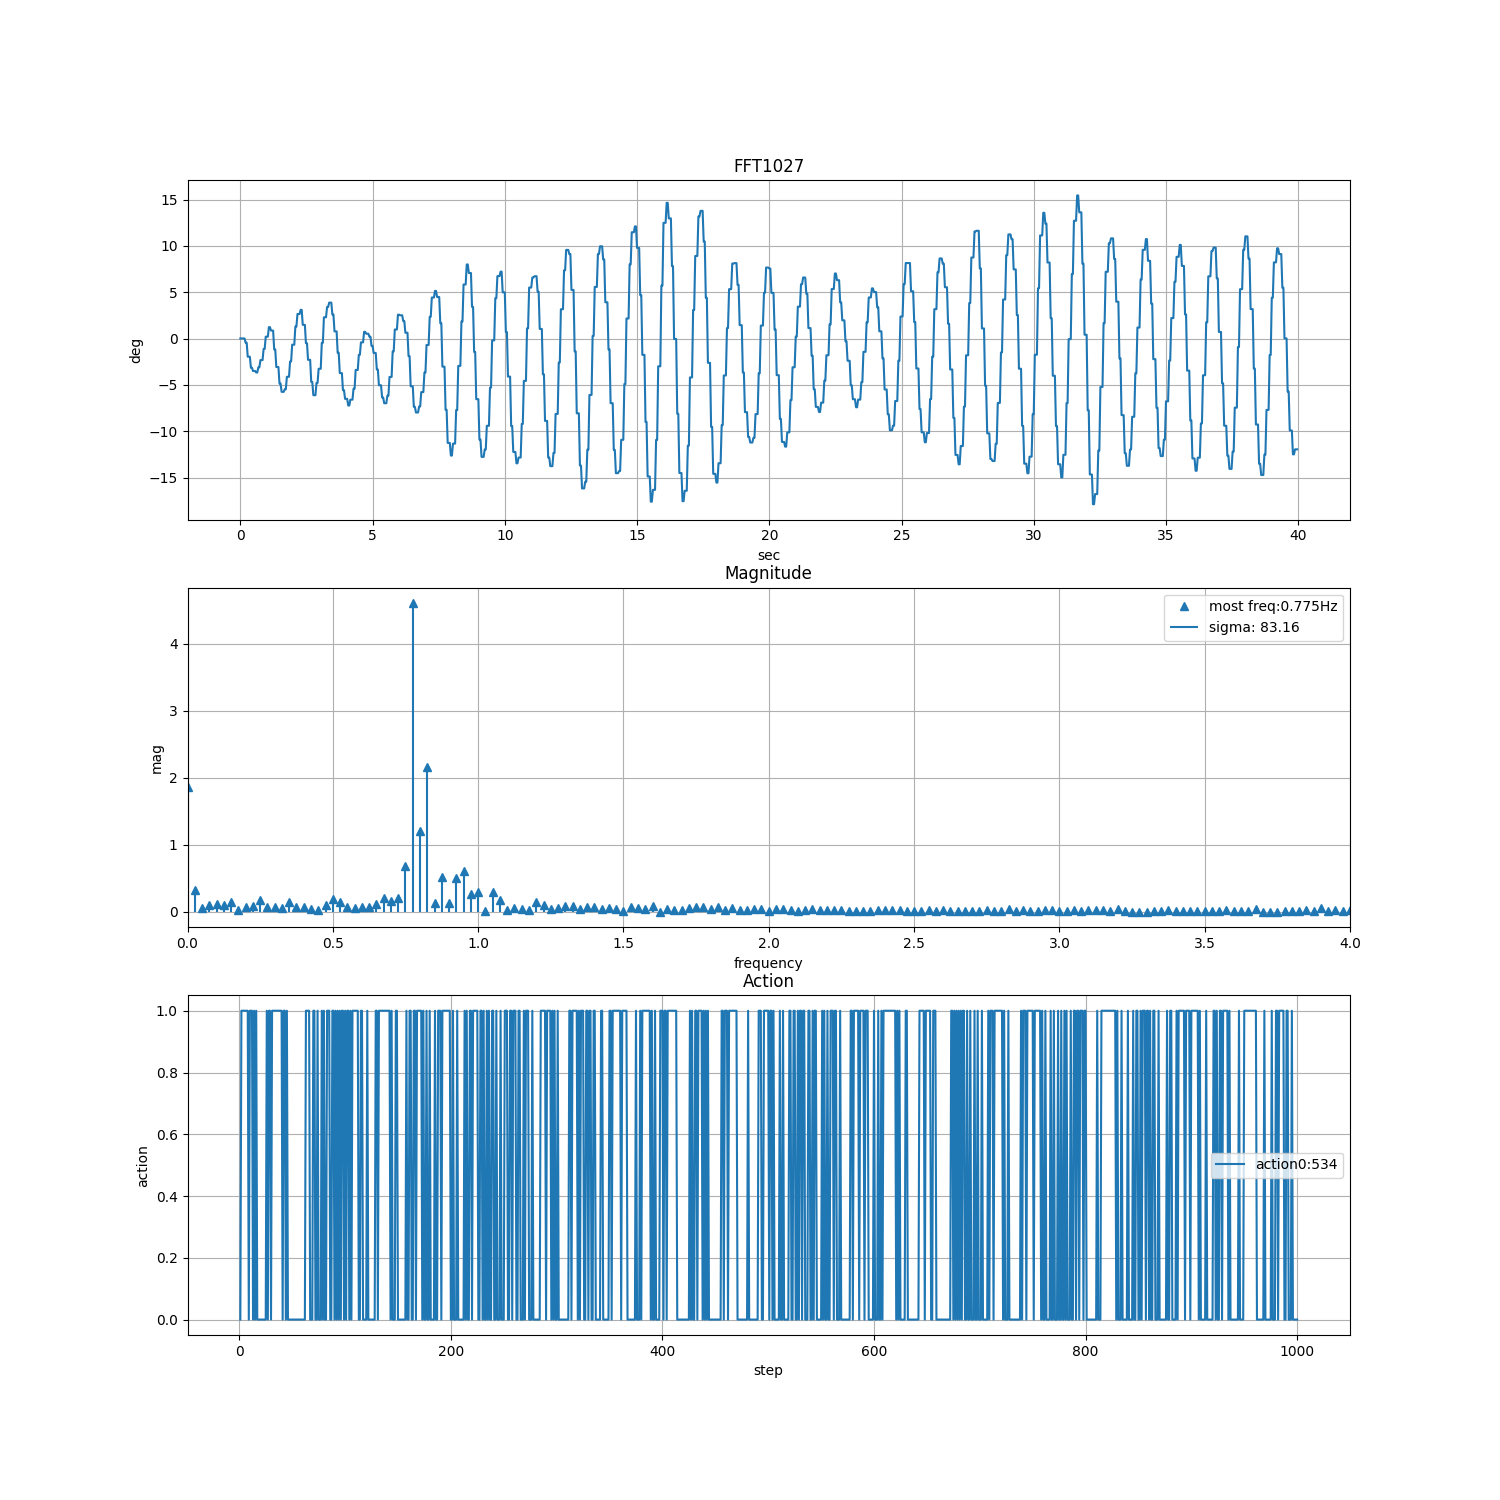 FFT1027
15
10
5
0
−5
−10
−15
deg
0 5 10 15 20 25 30 35 40
sec
Magnitude
most freq:0.775Hz
sigma: 83.16
4
3
2
1
0
mag
0.0 0.5 1.0 1.5 2.0 2.5 3.0 3.5 4.0
frequency
Action
1.0
0.8
0.6
0.4
0.2
0.0
action
action0:534
0 200 400 600 800 1000
step